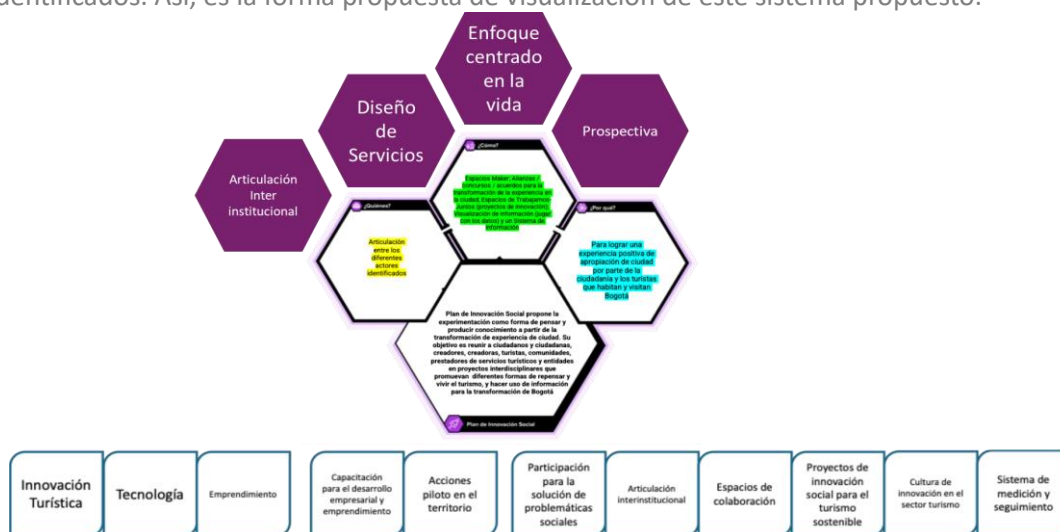 identificados. Así, es la forma propuesta de visualización de este sistema propuesto.
Enfoque
centrado
en la
vida
Diseño
de
Servicios
Prospectiva
Articulación
Inter
institucional
¿Cómo?
Espacios Maker; Alianzas /
concursos / acuerdos para la
transformación de la experiencia en
la ciudad; Espacios de Trabajamos
Juntos (proyectos de innovación);
Visualización de información (jugar
con los datos) y un Sistema de
Información
¿Quiénes?
Articulación
entre los
diferentes
actores
identificados
¿Por qué?
Para lograr una
experiencia positiva de
apropiación de ciudad
por parte de la
ciudadanía y los turistas
que habitan y visitan
Bogotá
Plan de Innovación Social propone la
experimentación como forma de pensar y
producir conocimiento a partir de la
transformación de experiencia de ciudad. Su
objetivo es reunir a ciudadanos y ciudadanas,
creadores, creadoras, turistas, comunidades,
prestadores de servicios turísticos y entidades
en proyectos interdisciplinares que
promuevan diferentes formas de repensar y
vivir el turismo, y hacer uso de información
para la transformación de Bogotá
Plan de Innovación Social
Innovación
Turística
Tecnología
Emprendimiento
Capacitación
para el desarrollo
empresarial y
emprendimiento
Acciones
piloto en el
territorio
Participación
para la
solución de
problemáticas
sociales
Articulación
interinstitucional
Espacios de
colaboración
Proyectos de
innovación
social para el
turismo
sostenible
Cultura de
innovación en el
sector turismo
Sistema de
medición y
seguimiento